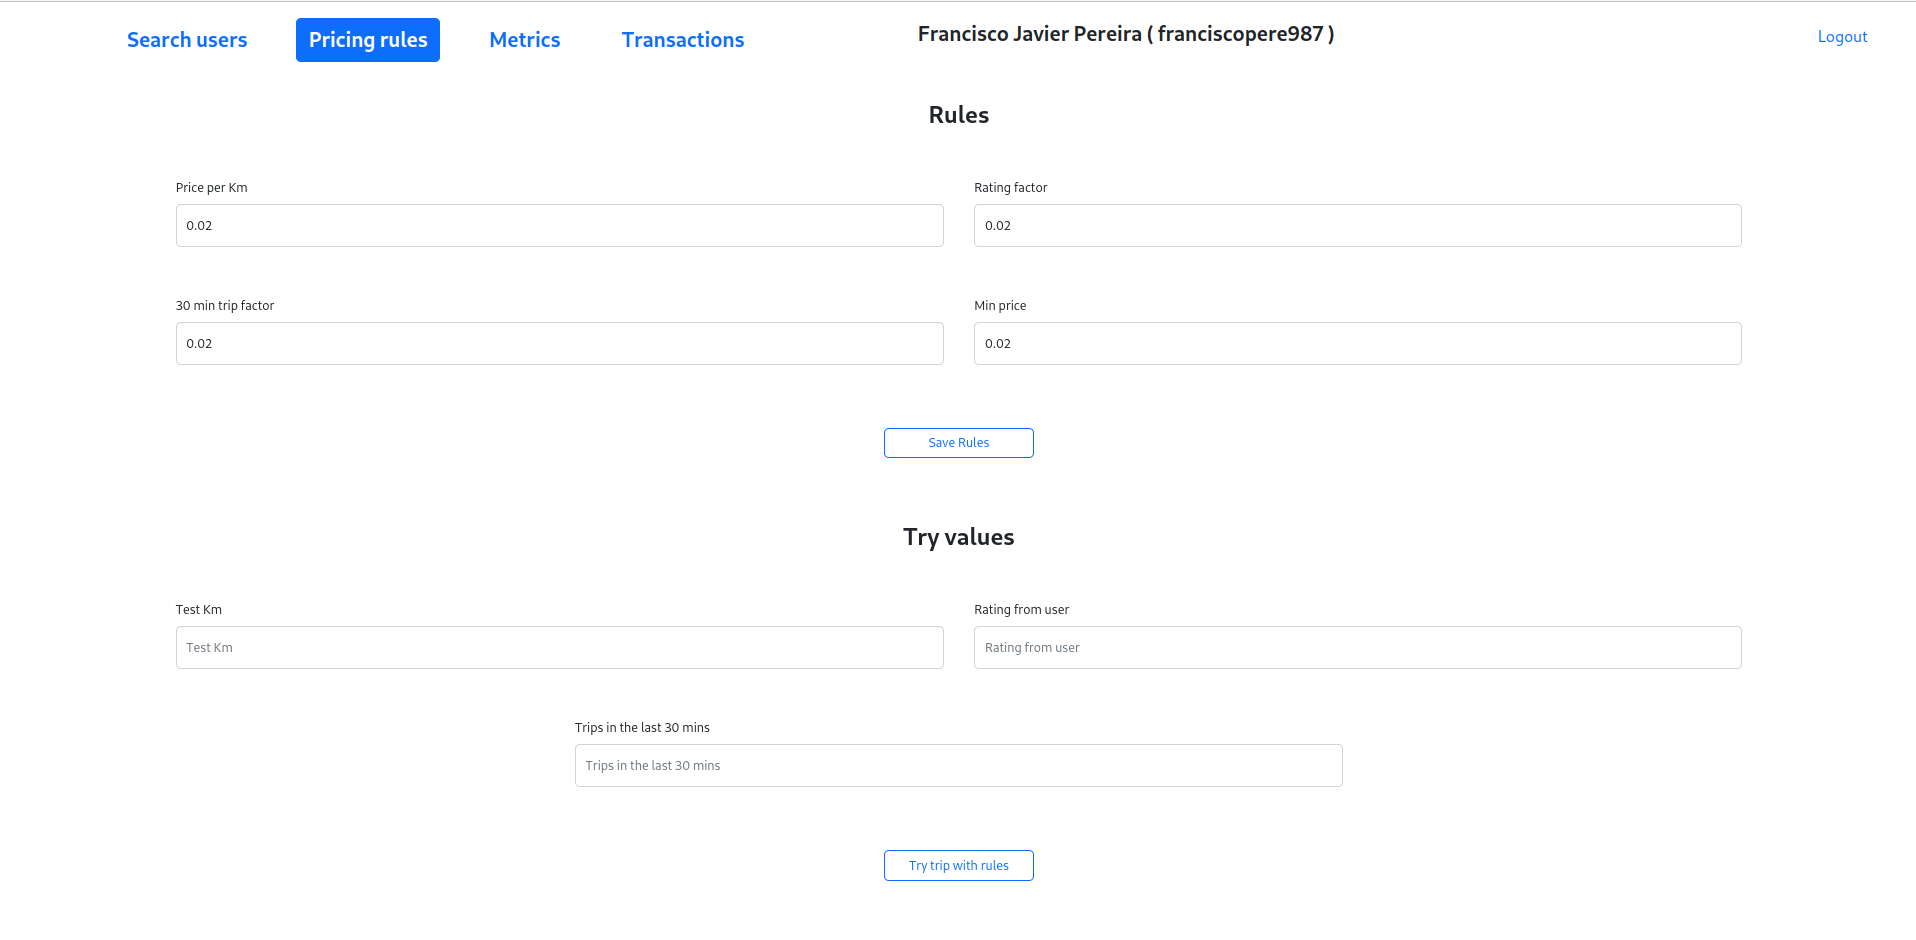 Search users Pricing rules Metrics Transactions Francisco Javier Pereira ( franciscopere987 ) Logout
Rules
Price per Km Rating factor
0.02 0.02
30 min trip factor Min price
0.02 0.02
Save Rules
Try values
Test Km Rating from user
Test Km Rating from user
Trips in the last 30 mins
Trips in the last 30 mins
Try trip with rules